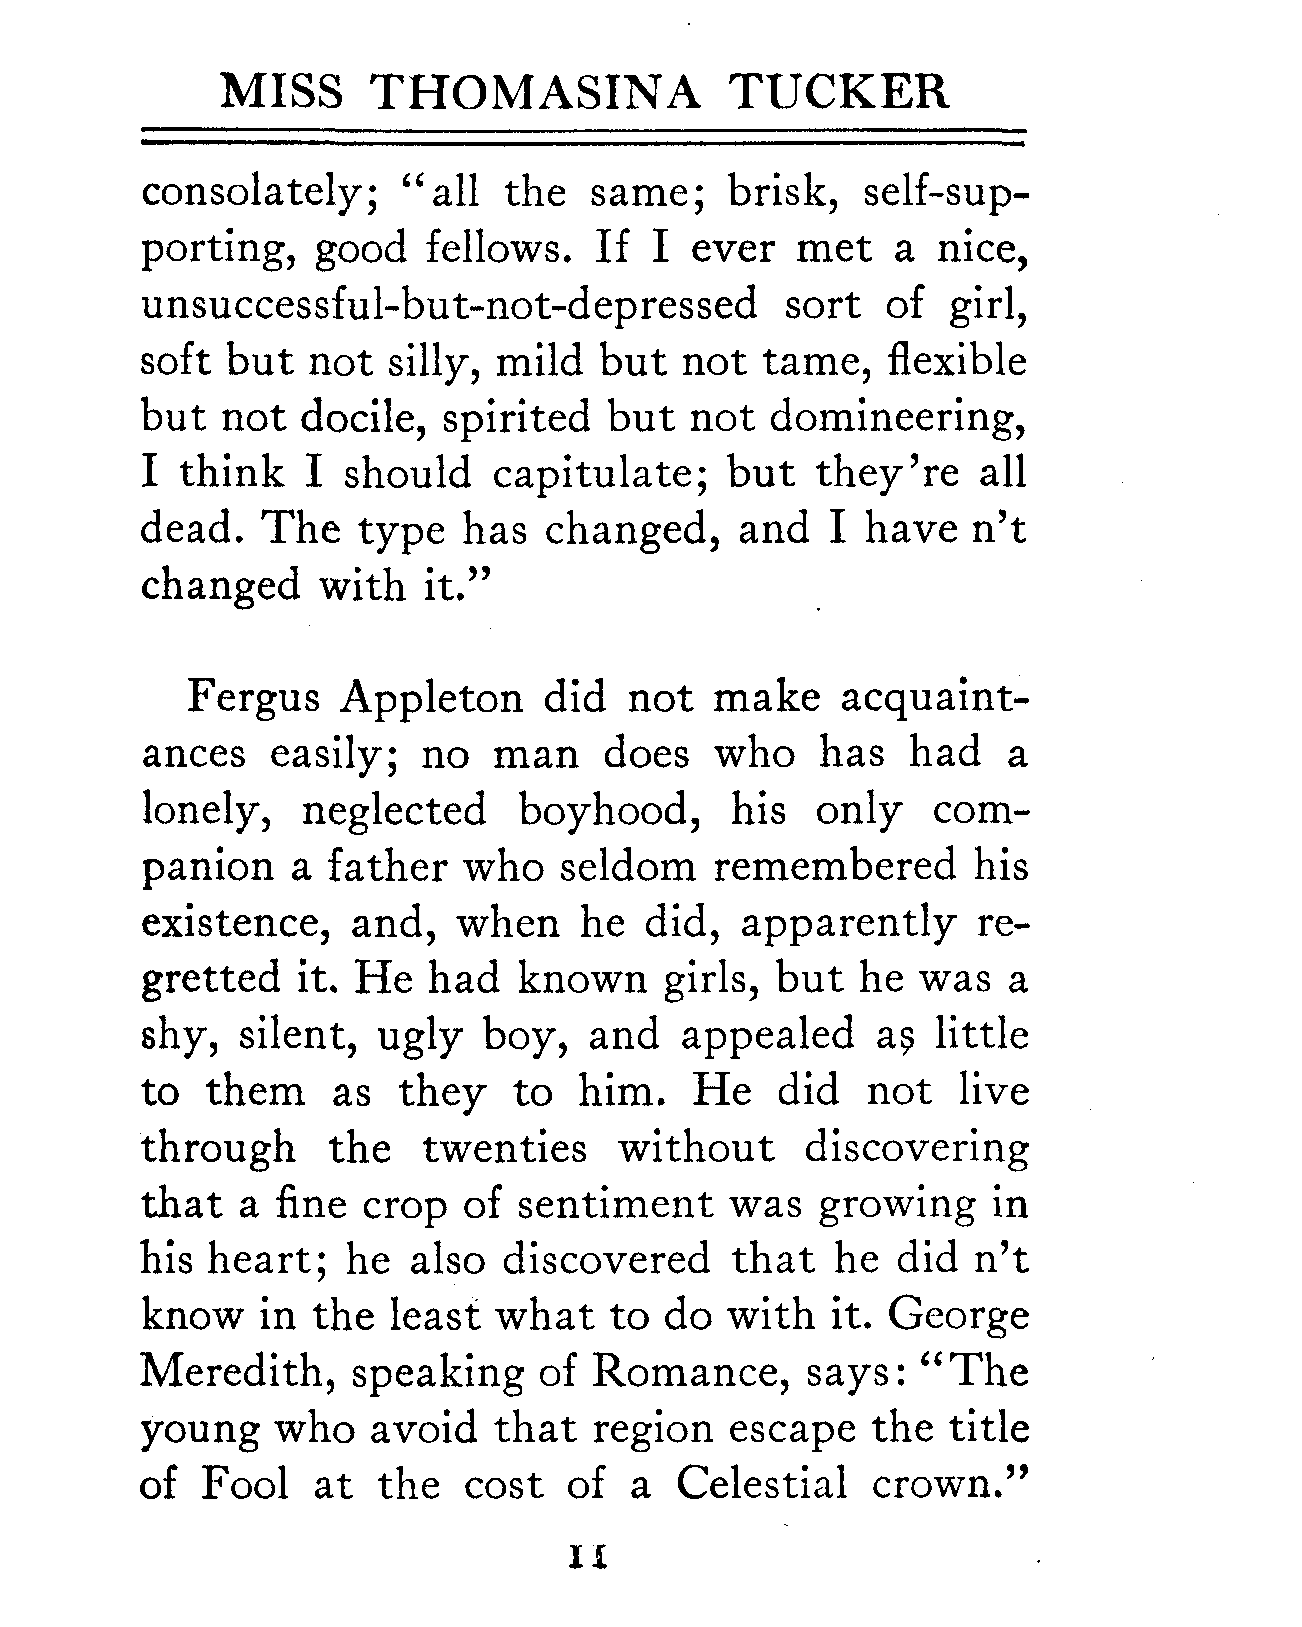 MISS THOMASINA TUCKER
consolately; "all the same; brisk, self-sup-
porting, good fellows. If I ever met a nice,
unsuccessful-but-not-depressed sort of girl,
soft but not silly, mild but not tame, flexible
but not docile, spirited but not domineering,
I think I should capitulate; but they're all
dead. The type has changed, and I have n't
changed with it."
Fergus Appleton did not make acquaint-
ances easily; no man does who has had a
lonely, neglected boyhood, his only com-
panion a father who seldom remembered his
existence, and, when he did, apparently re-
gretted it. He had known girls, but he was a
shy, silent, ugly boy, and appealed as little
to them as they to him. He did not live
through the twenties without discovering
that a fine crop of sentiment was growing in
his heart; he also discovered that he did n't
know in the least what to do with it. George
Meredith, speaking of Romance, says: "The
young who avoid that region escape the title
of Fool at the cost of a Celestial crown."
11